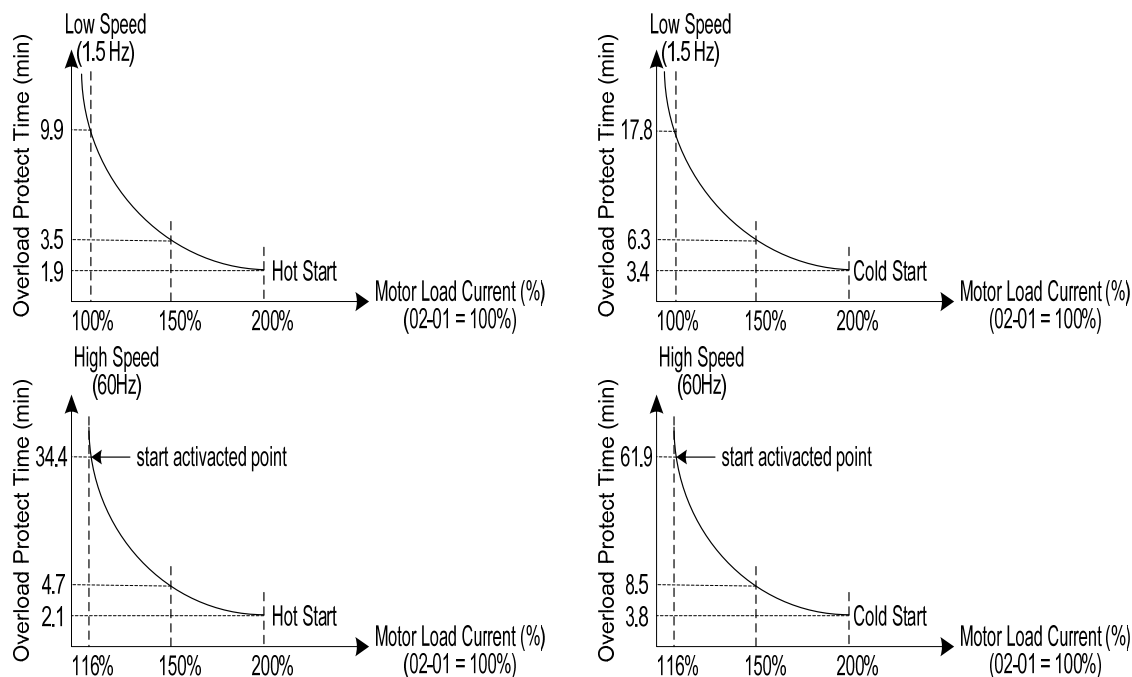 Low Speed
(1.5 Hz)
Overload Protect Time (min)
9.9
3.5
1.9
Hot Start
100%
150%
200%
Motor Load Current (%)
(02-01 = 100%)
Low Speed
(1.5 Hz)
Overload Protect Time (min)
17.8
6.3
3.4
Cold Start
100%
150%
200%
Motor Load Current (%)
(02-01 = 100%)
High Speed
(60Hz)
Overload Protect Time (min)
34.4
start activacted point
4.7
2.1
Hot Start
116%
150%
200%
Motor Load Current (%)
(02-01 = 100%)
High Speed
(60Hz)
Overload Protect Time (min)
61.9
start activacted point
8.5
3.8
Cold Start
116%
150%
200%
Motor Load Current (%)
(02-01 = 100%)